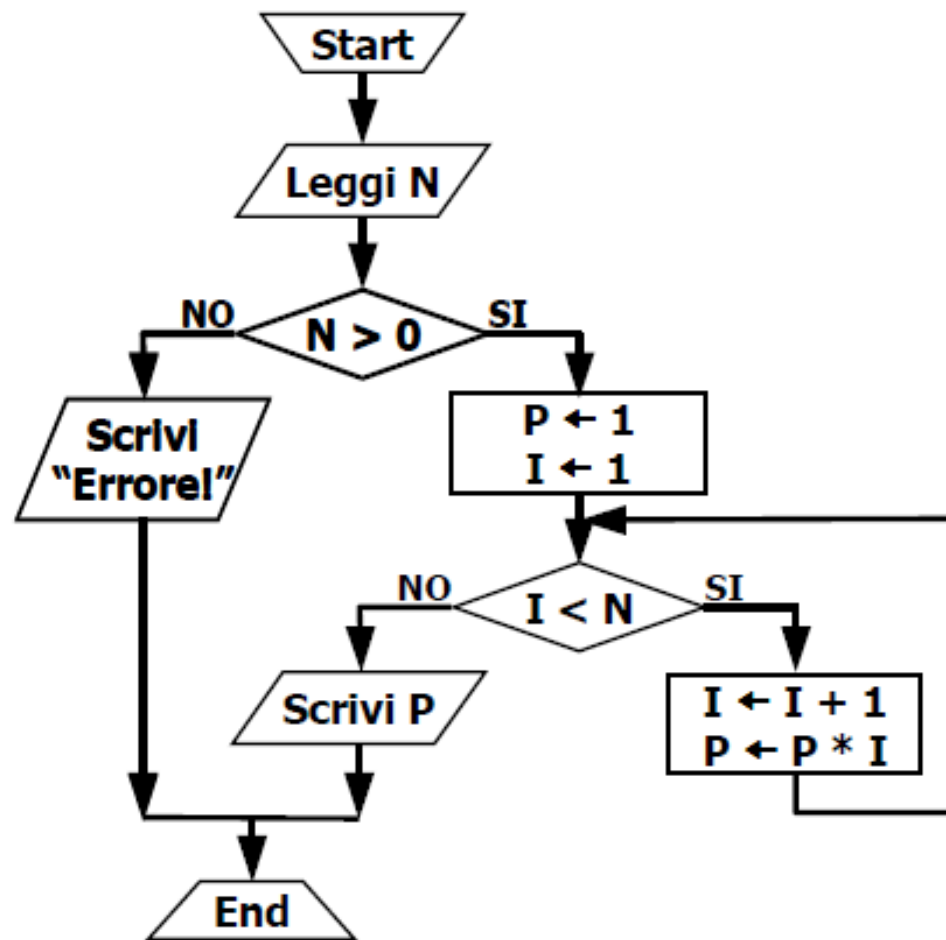 Start
Leggi N
N > 0
NO
SI
Scrivi
“Errore!”
P ← 1
I ← 1
I < N
NO
SI
Scrivi P
I ← I + 1
P ← P * I
End